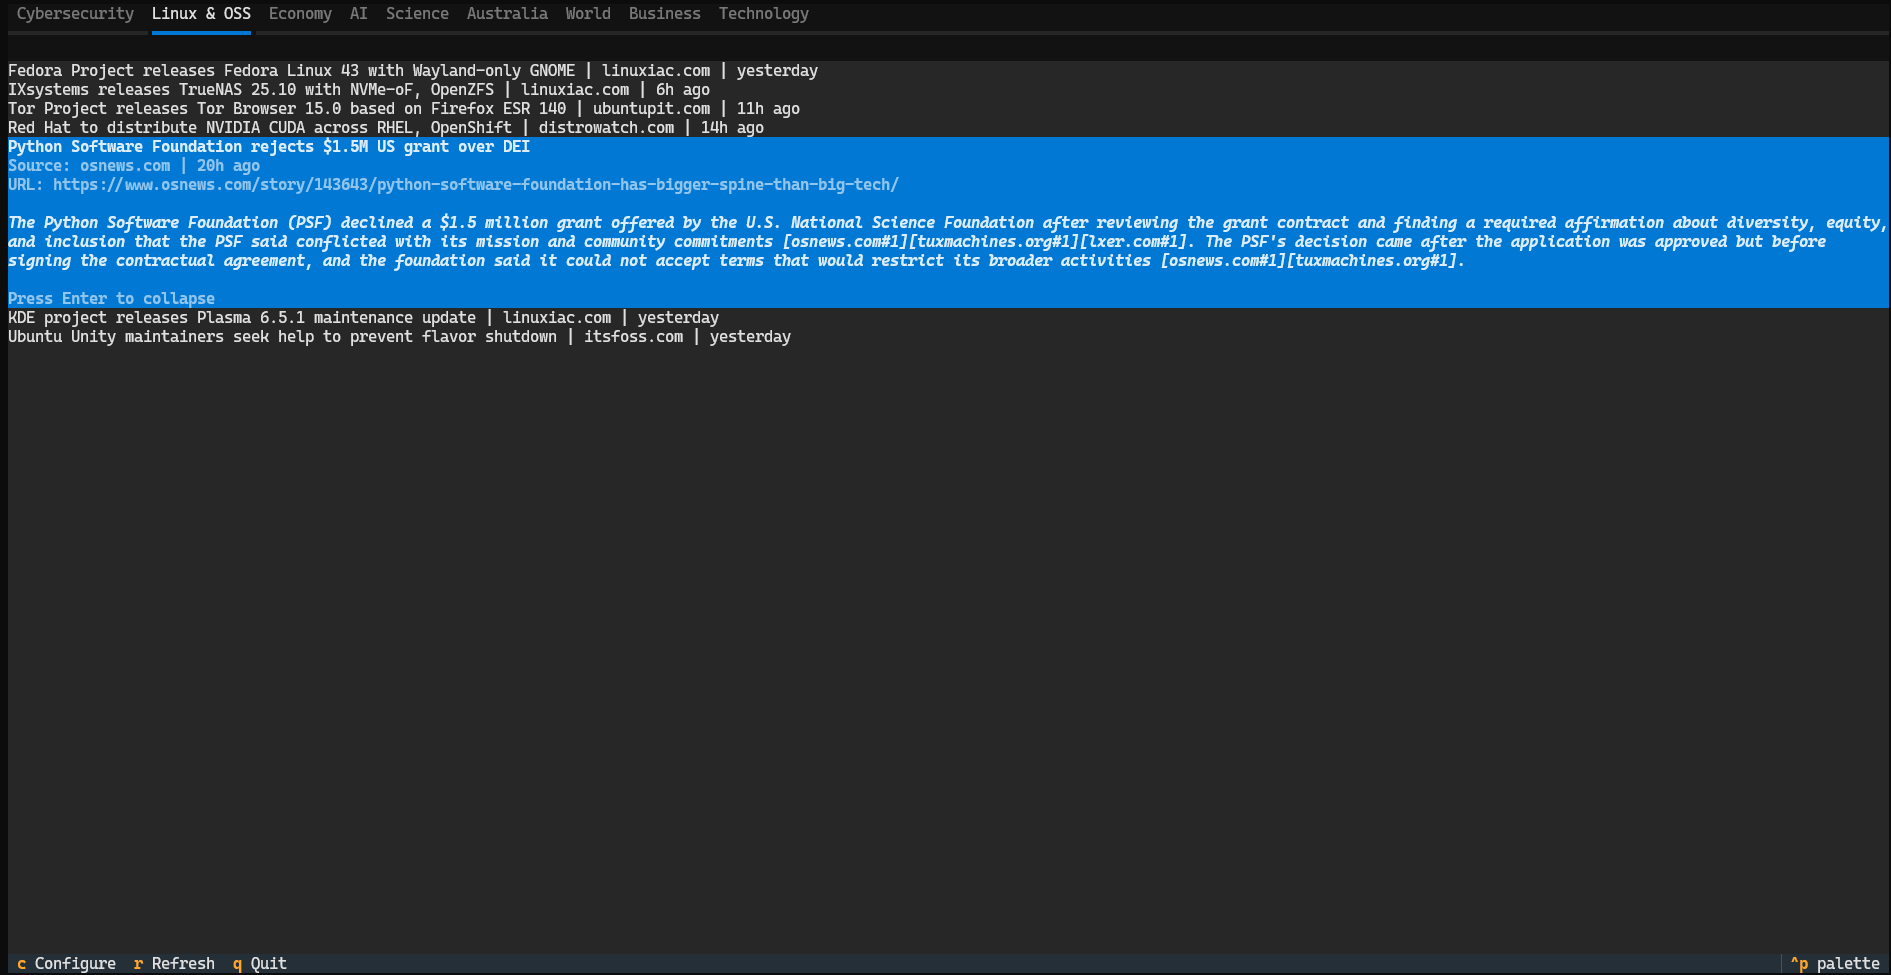 Cybersecurity Linux & OSS Economy AI Science Australia World Business Technology
Fedora Project releases Fedora Linux 43 with Wayland-only GNOME | linuxiac.com | yesterday
IXsystems releases TrueNAS 25.10 with NVMe-oF, OpenZFS | linuxiac.com | 6h ago
Tor Project releases Tor Browser 15.0 based on Firefox ESR 140 | ubuntupit.com | 11h ago
Red Hat to distribute NVIDIA CUDA across RHEL, OpenShift | distrowatch.com | 14h ago
Python Software Foundation rejects $1.5M US grant over DEI
Source: osnews.com | 20h ago
URL: https://www.osnews.com/story/143643/python-software-foundation-has-bigger-spine-than-big-tech/
The Python Software Foundation (PSF) declined a $1.5 million grant offered by the U.S. National Science Foundation after reviewing the grant contract and finding a required affirmation about diversity, equity,
and inclusion that the PSF said conflicted with its mission and community commitments [osnews.com#1][tuxmachines.org#1][lxer.com#1]. The PSF's decision came after the application was approved but before
signing the contractual agreement, and the foundation said it could not accept terms that would restrict its broader activities [osnews.com#1][tuxmachines.org#1].
Press Enter to collapse
KDE project releases Plasma 6.5.1 maintenance update | linuxiac.com | yesterday
Ubuntu Unity maintainers seek help to prevent flavor shutdown | itsfoss.com | yesterday
c Configure r Refresh q Quit ^p palette